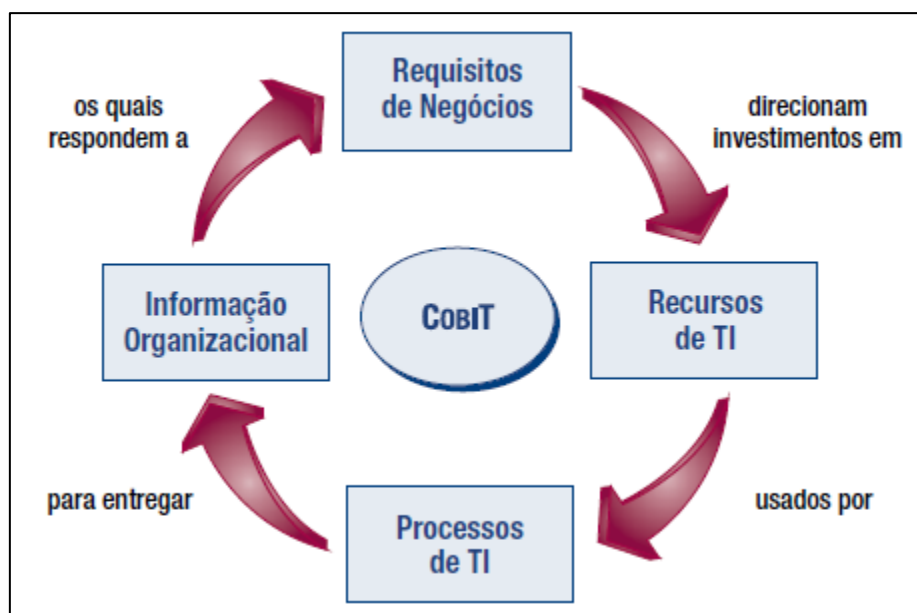 Requisitos
de Negócios
os quais
respondem a
direcionam
investimentos em
Informação
Organizacional
COBIT
Recursos
de TI
para entregar
Processos
de TI
usados por